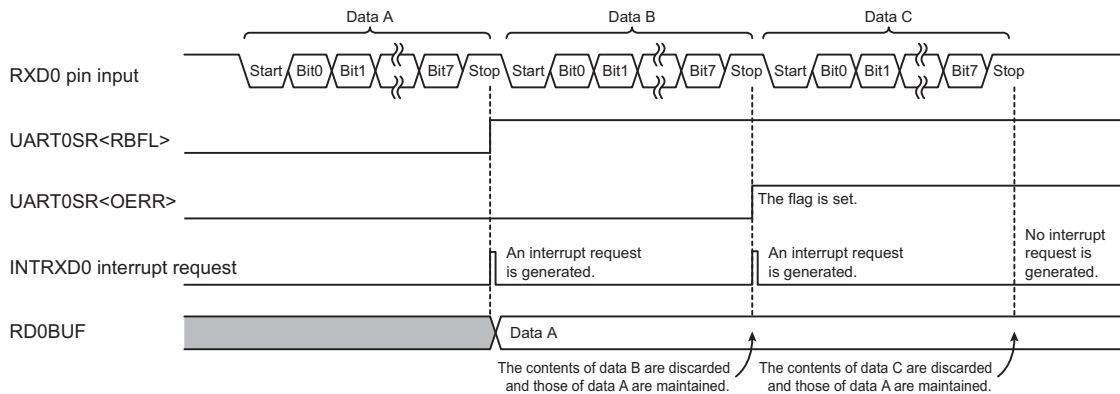 Data A
Data B
Data C
RXD0 pin input
Start Bit0 Bit1 Bit7 Stop Start Bit0 Bit1 Bit7 Stop Start Bit0 Bit1 Bit7 Stop
UART0SR<RBFL>
UART0SR<OERR>
The flag is set.
INTRXD0 interrupt request
An interrupt request
is generated.
An interrupt request
is generated.
No interrupt
request is
generated.
RD0BUF
Data A
The contents of data B are discarded
and those of data A are maintained.
The contents of data C are discarded
and those of data A are maintained.